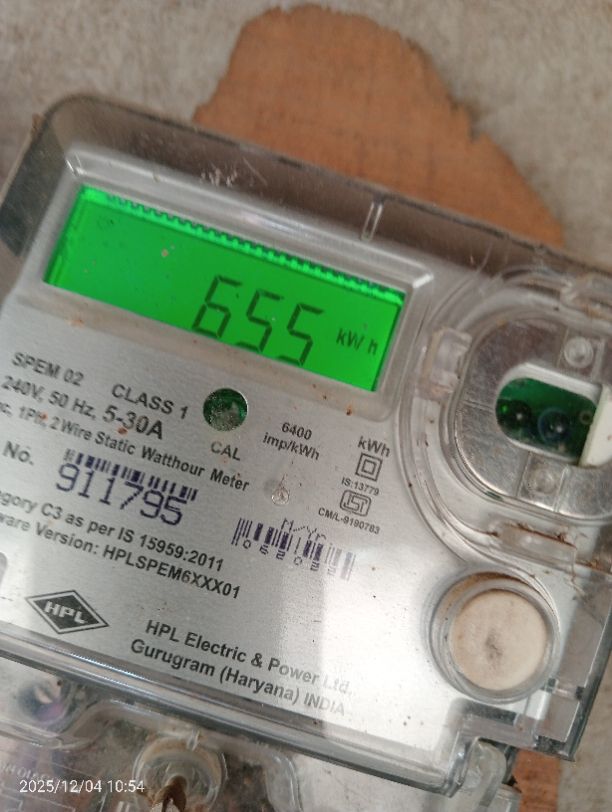 655 kWh
SPEM 02 CLASS 1
240V, 50 Hz, 5-30A
1Ph, 2 Wire Static Watthour Meter
CAL
6400
imp/kWh
kWh
IS:13779
CM/L-9190783
No.
911795
M/Yr
C3 as per IS 15959:2011
Version: HPLSPEM6XXX01
HPL
HPL Electric & Power Ltd.
Gurugram (Haryana) INDIA
2025/12/04 10:54